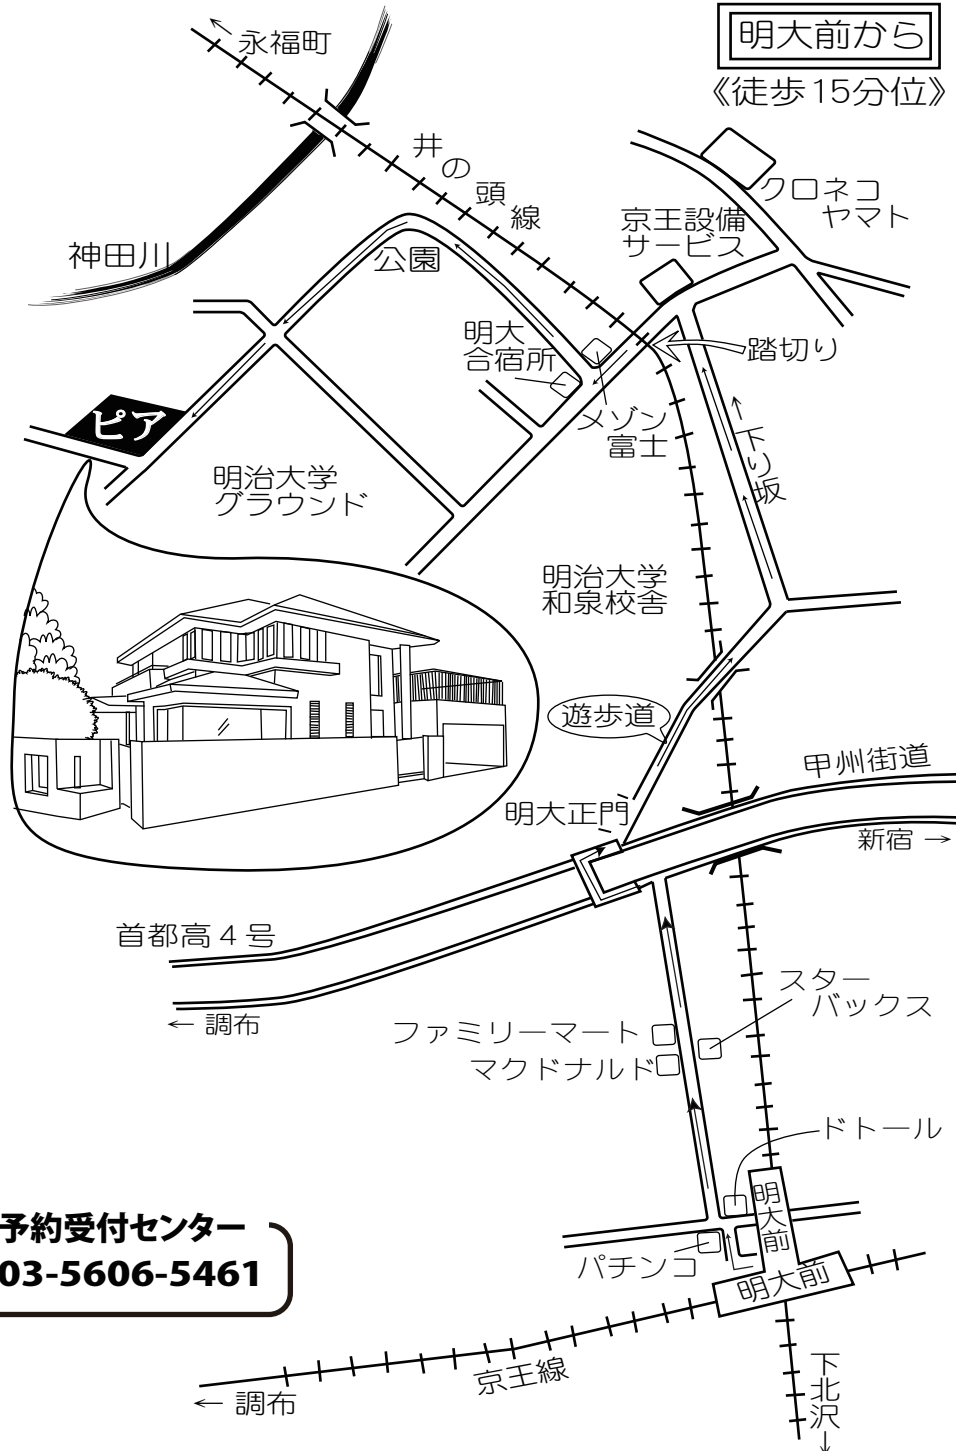 明大前から
《徒歩15分位》
← 永福町
井の頭線
クロネコ
ヤマト
京王設備
サービス
神田川
公園
明大
合宿所
踏切り
ピア
メゾン
富士
←下り坂
明治大学
グラウンド
明治大学
和泉校舎
遊歩道
甲州街道
明大正門
新宿 →
首都高4号
← 調布
スター
バックス
ファミリーマート
マクドナルド
ドトール
明大前
予約受付センター
03-5606-5461
パチンコ
明大前
京王線
← 調布
下北沢→